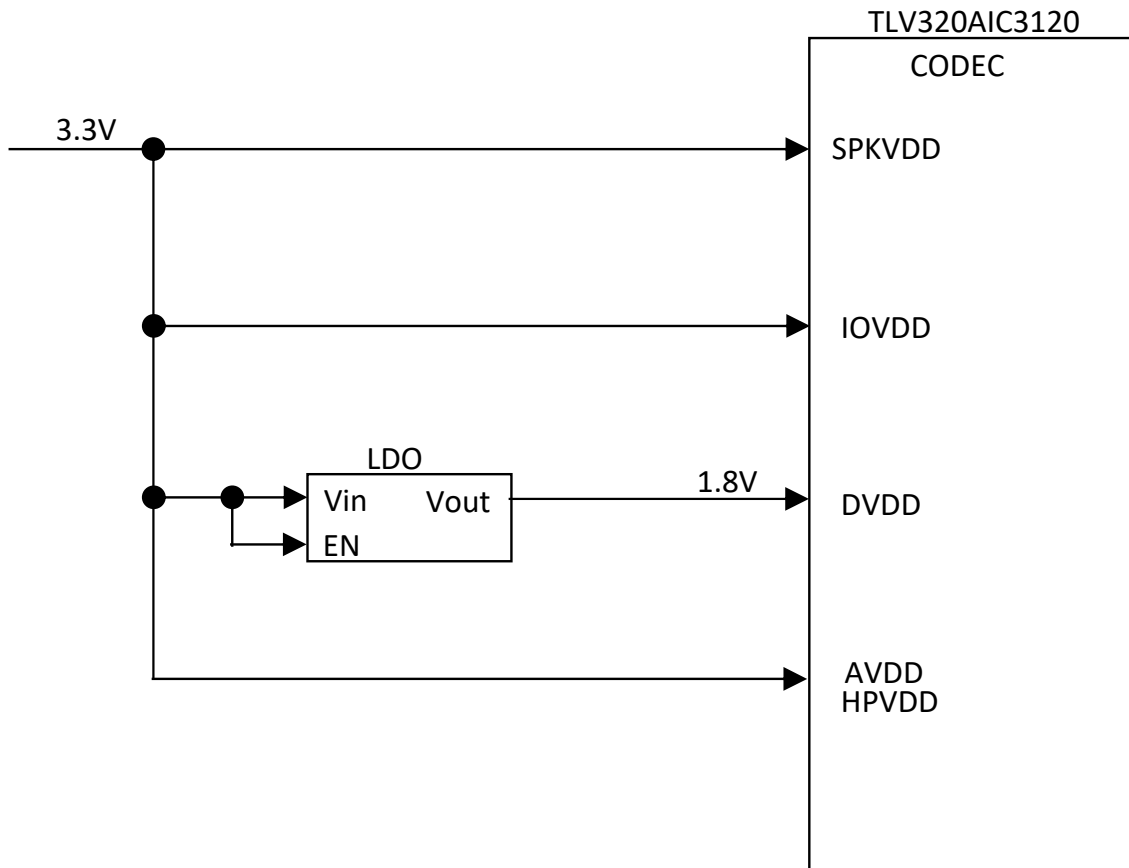 TLV320AIC3120
CODEC
3.3V
SPKVDD
IOVDD
LDO
Vin Vout
EN
1.8V
DVDD
AVDD
HPVDD